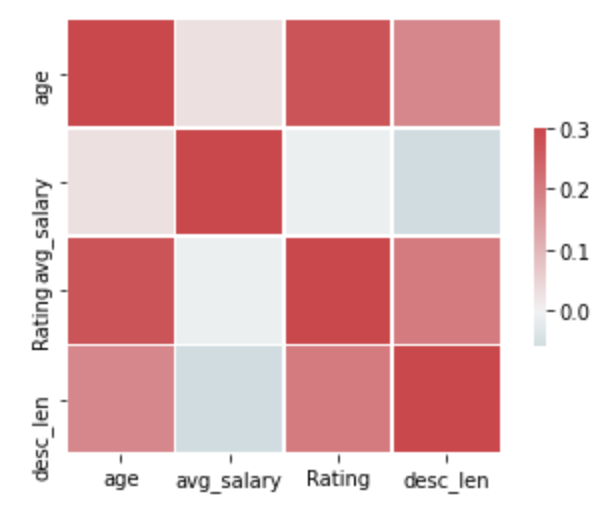 age
avg_salary
Rating
desc_len
age
avg_salary
Rating
desc_len
0.3
0.2
0.1
0.0